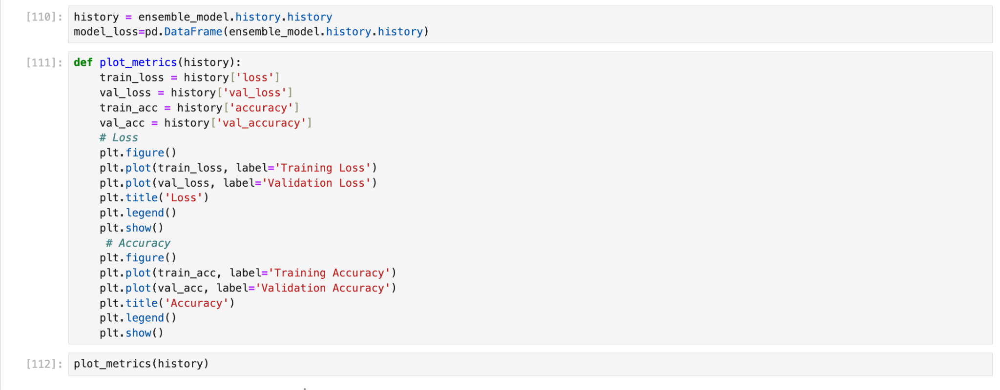 [110]: history = ensemble_model.history.history
model_loss=pd.DataFrame(ensemble_model.history.history)
[111]: def plot_metrics(history):
    train_loss = history['loss']
    val_loss = history['val_loss']
    train_acc = history['accuracy']
    val_acc = history['val_accuracy']
    # Loss
    plt.figure()
    plt.plot(train_loss, label='Training Loss')
    plt.plot(val_loss, label='Validation Loss')
    plt.title('Loss')
    plt.legend()
    plt.show()
     # Accuracy
    plt.figure()
    plt.plot(train_acc, label='Training Accuracy')
    plt.plot(val_acc, label='Validation Accuracy')
    plt.title('Accuracy')
    plt.legend()
    plt.show()
[112]: plot_metrics(history)